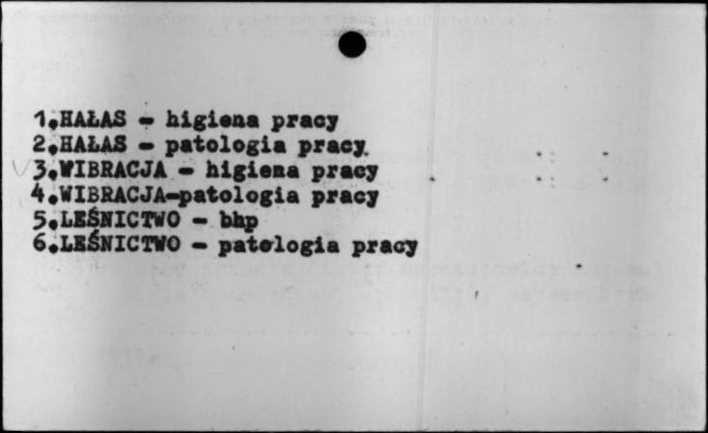 1.HAŁAS - higiena pracy
2.HAŁAS - patologia pracy.
3.WIBRACJA - higiena pracy
4.WIBRACJA-patologia pracy
5.LEŚNICTWO - bhp
6.LEŚNICTWO - patologia pracy